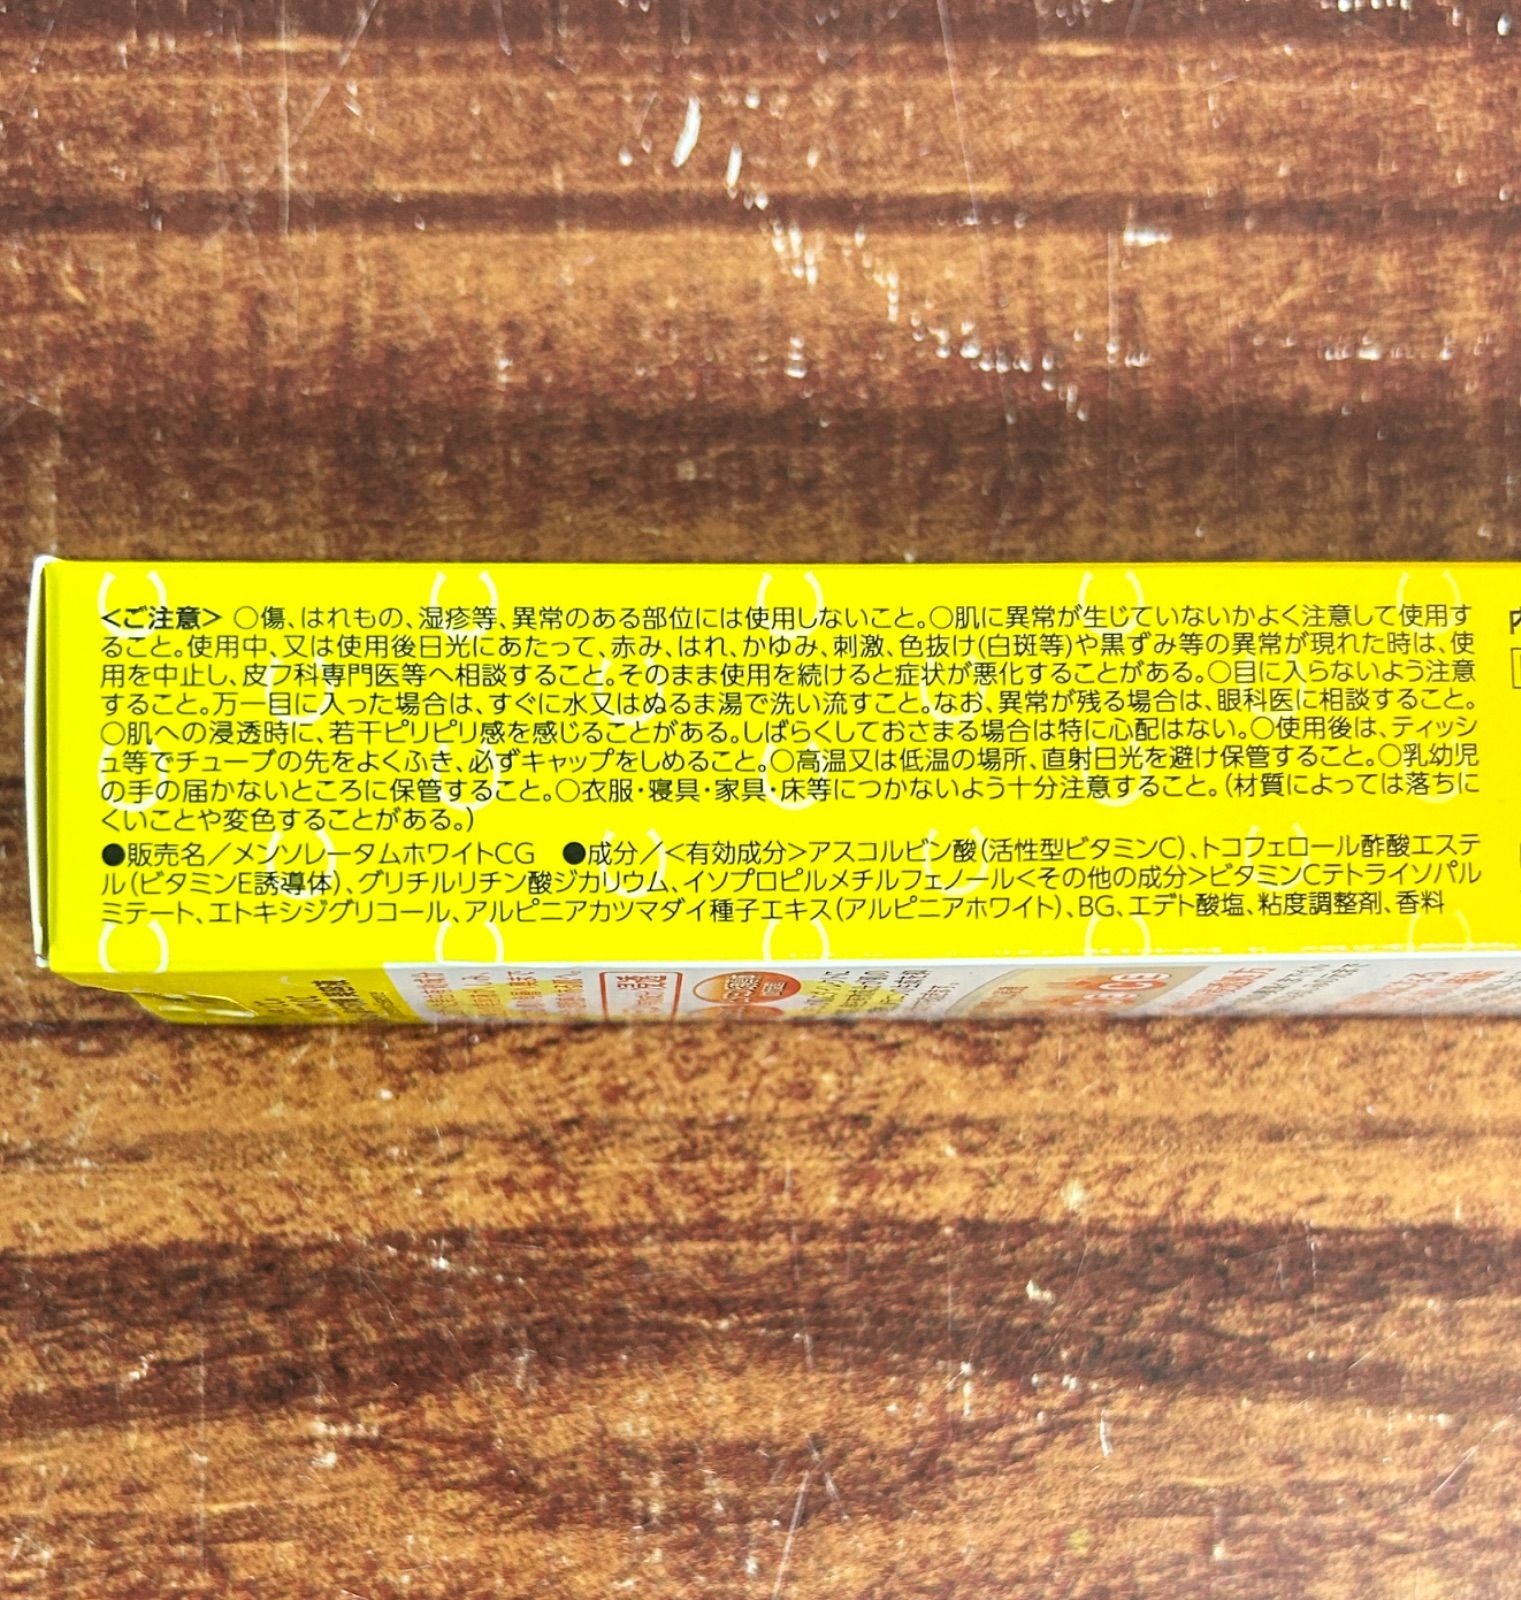 <ご注意> ○傷、はれもの、湿疹等、異常のある部位には使用しないこと。○肌に異常が生じていないかよく注意して使用す
ること。使用中、又は使用後日光にあたって、赤み、はれ、かゆみ、刺激、色抜け(白斑等)や黒ずみ等の異常が現れた時は、使
用を中止し、皮フ科専門医等へ相談すること。そのまま使用を続けると症状が悪化することがある。○目に入らないよう注意
すること。万一目に入った場合は、すぐに水又はぬるま湯で洗い流すこと。なお、異常が残る場合は、眼科医に相談すること。
○肌への浸透時に、若干ピリピリ感を感じることがある。しばらくしておさまる場合は特に心配はない。○使用後は、ティッシ
ュ等でチューブの先をよくふき、必ずキャップをしめること。○高温又は低温の場所、直射日光を避け保管すること。○乳幼児
の手の届かないところに保管すること。○衣服・寝具・家具・床等につかないよう十分注意すること。(材質によっては落ちに
くいことや変色することがある。)
●販売名/メンソレータムホワイトCG ●成分/<有効成分>アスコルビン酸(活性型ビタミンC)、トコフェロール酢酸エステ
ル(ビタミンE誘導体)、グリチルリチン酸ジカリウム、イソプロピルメチルフェノール<その他の成分>ビタミンCテトライソパル
ミテート、エトキシジグリコール、アルピニアカツマダイ種子エキス(アルピニアホワイト)、BG、エデト酸塩、粘度調整剤、香料